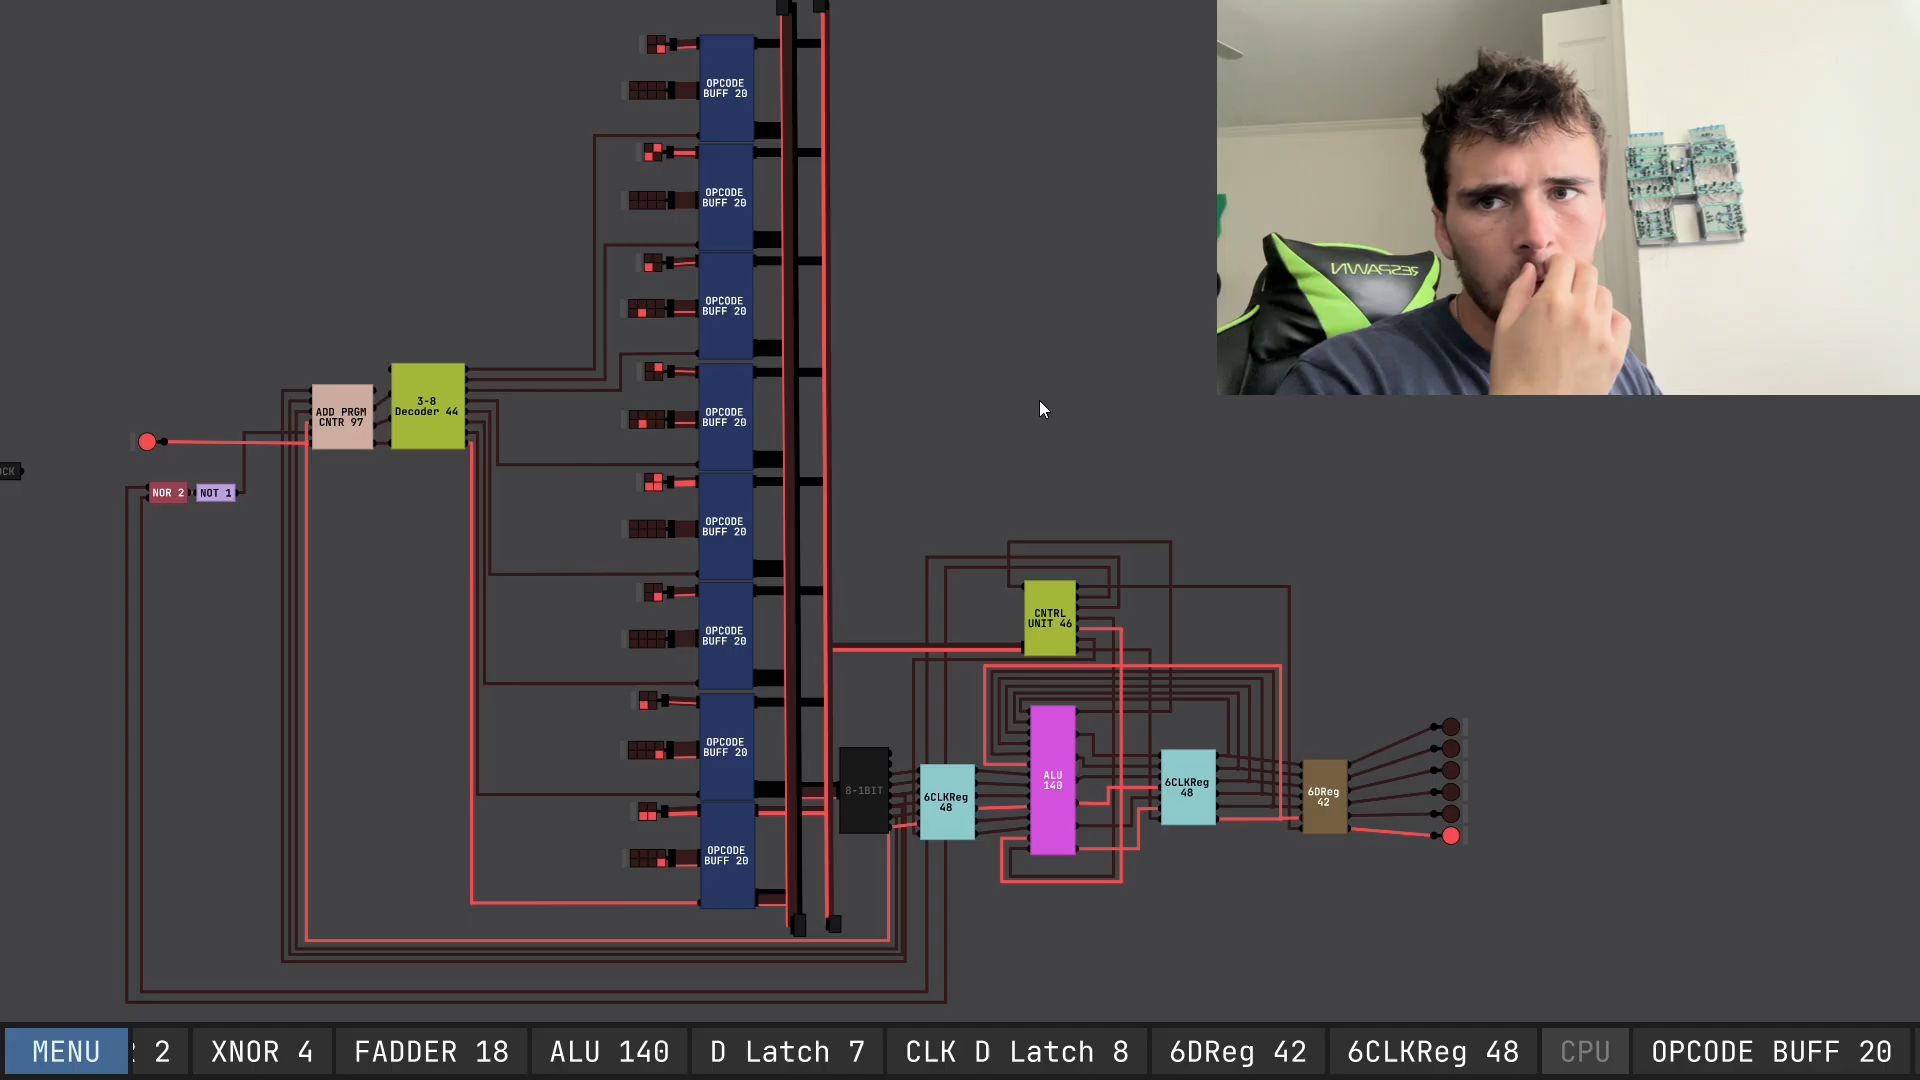 OPCODE
BUFF 20
OPCODE
BUFF 20
OPCODE
BUFF 20
OPCODE
BUFF 20
OPCODE
BUFF 20
OPCODE
BUFF 20
OPCODE
BUFF 20
OPCODE
BUFF 20
RESPAWN
ADD PRGM
CNTR 97
3-8
Decoder 44
OCK
NOR 2
NOT 1
CNTRL
UNIT 46
8-1BIT
6CLKReg
48
ALU
140
6CLKReg
48
6DReg
42
MENU
2
XNOR 4
FADDER 18
ALU 140
D Latch 7
CLK D Latch 8
6DReg 42
6CLKReg 48
CPU
OPCODE BUFF 20